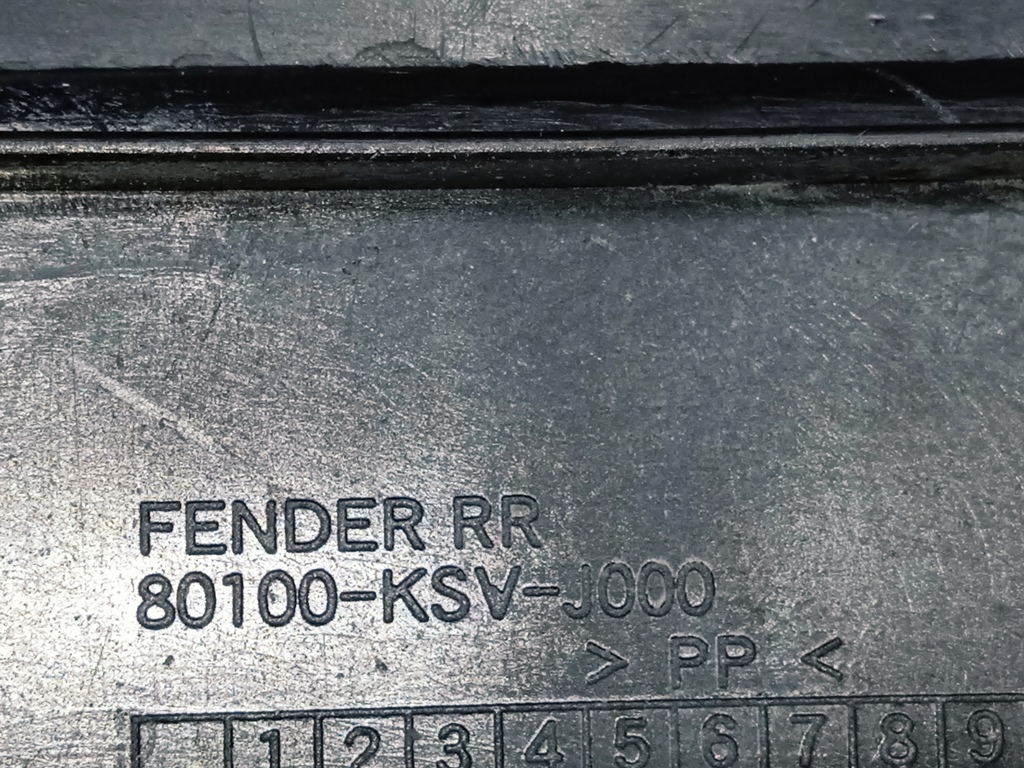 FENDER RR
80100-KSV-J000
> PP <
1 2 3 4 5 6 7 8 9